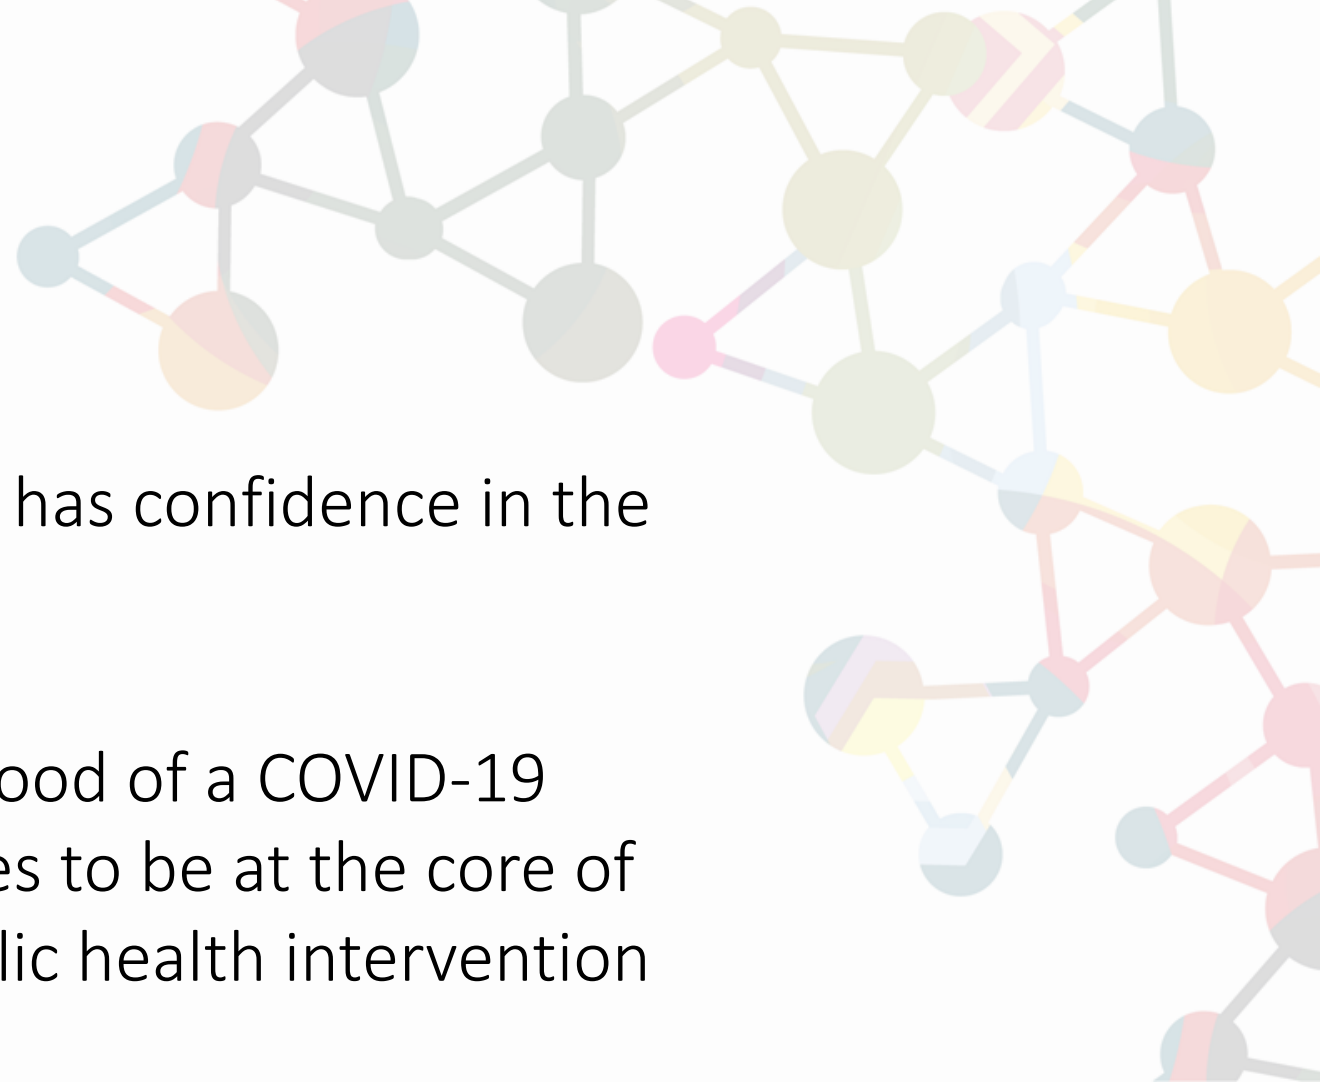 has confidence in the
ood of a COVID-19
es to be at the core of
lic health intervention